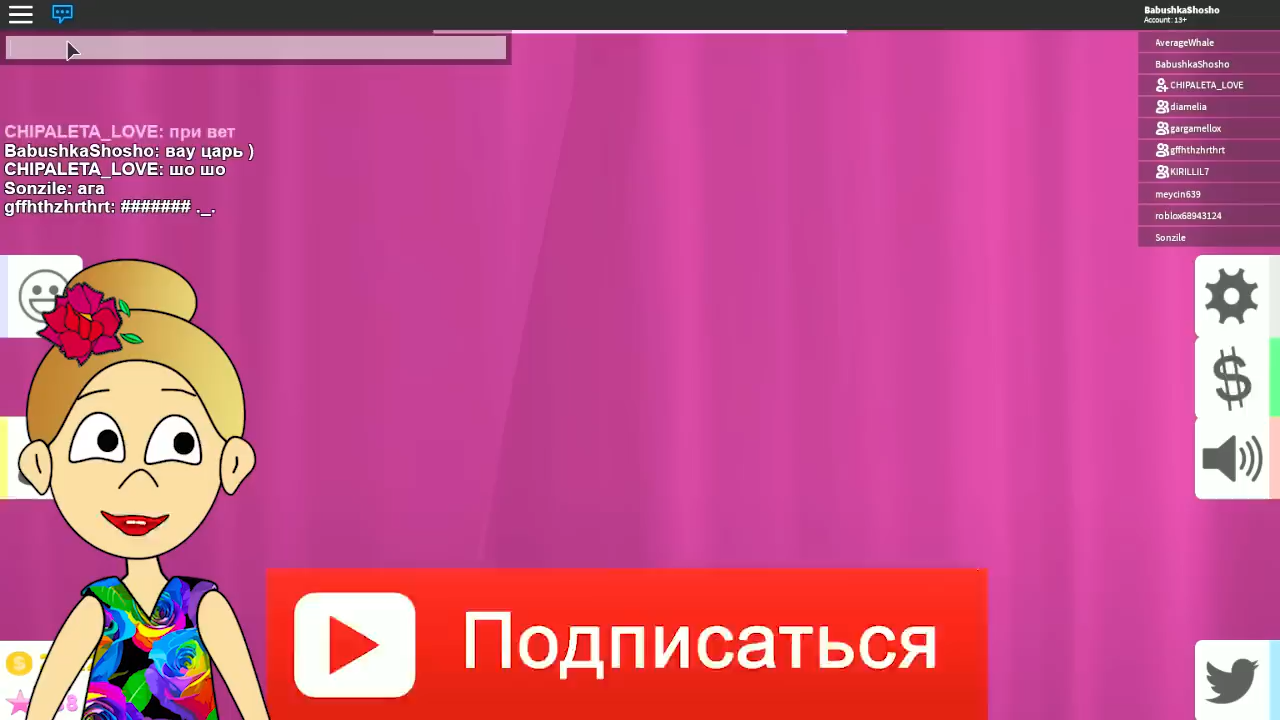 BabushkaShosho
Account: 13+
AverageWhale
BabushkaShosho
CHIPALETA_LOVE
diamelia
gargamellox
gffhthzhrthrt
KIRILLIL7
meycin639
roblox68943124
Sonzile
CHIPALETA_LOVE: при вет
BabushkaShosho: вау царь )
CHIPALETA_LOVE: шо шо
Sonzile: ага
gffhthzhrthrt: ####### ._.
Подписаться